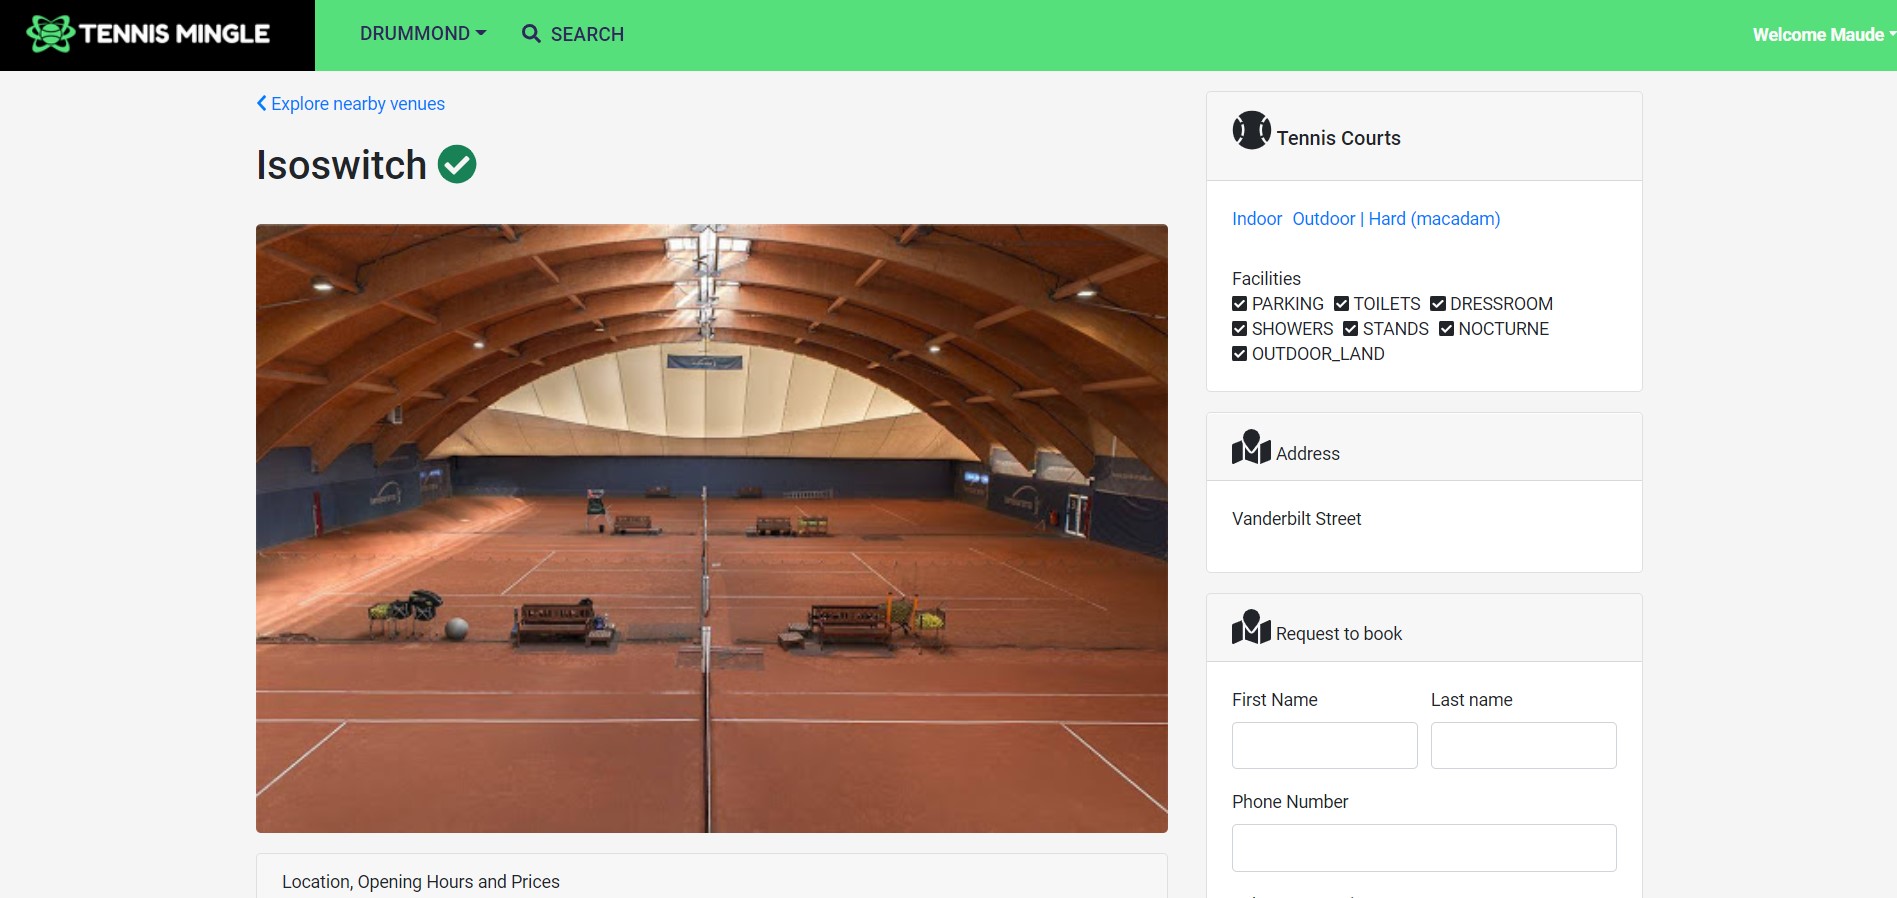 TENNIS MINGLE
DRUMMOND
SEARCH
Welcome Maude
Explore nearby venues
Isoswitch
Tennis Courts
Indoor Outdoor | Hard (macadam)
Facilities
PARKING TOILETS DRESSROOM
SHOWERS STANDS NOCTURNE
OUTDOOR_LAND
Address
Vanderbilt Street
Request to book
First Name Last name
Phone Number
Location, Opening Hours and Prices